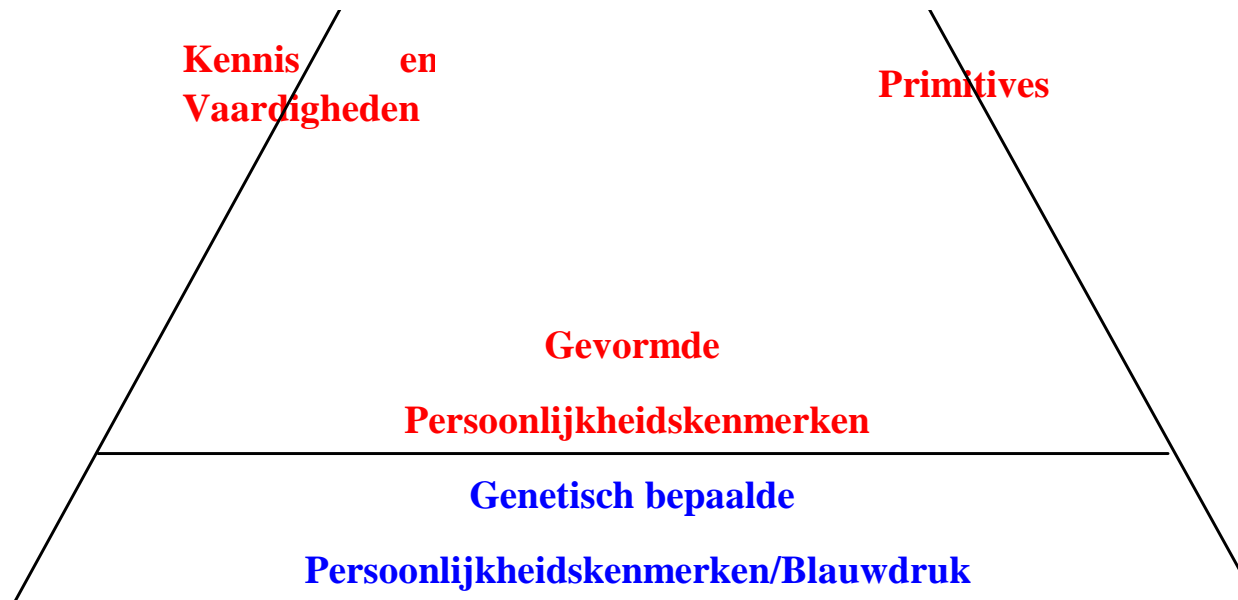 Kennis en
Vaardigheden
Primitives
Gevormde
Persoonlijkheidskenmerken
Genetisch bepaalde
Persoonlijkheidskenmerken/Blauwdruk